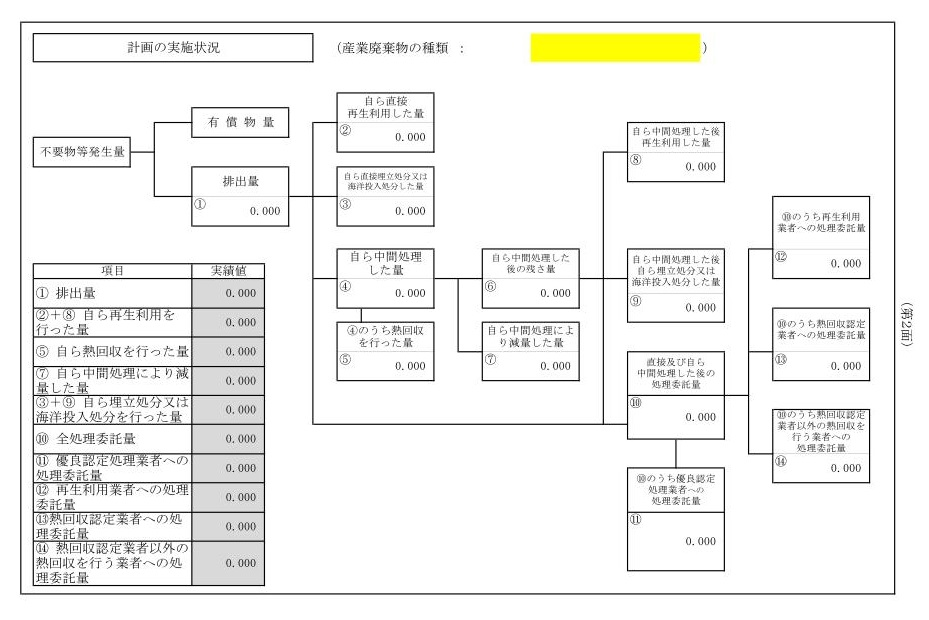 計画の実施状況
（産業廃棄物の種類 ： ）
不要物等発生量
有 償 物 量
排出量
①
0.000
自ら直接
再生利用した量
②
0.000
自ら直接埋立処分又は
海洋投入処分した量
③
0.000
自ら中間処理
した量
④
0.000
④のうち熱回収
を行った量
⑤
0.000
自ら中間処理した
後の残さ量
⑥
0.000
自ら中間処理によ
り減量した量
⑦
0.000
自ら中間処理した後
再生利用した量
⑧
0.000
自ら中間処理した後
自ら埋立処分又は
海洋投入処分した量
⑨
0.000
直接及び自ら
中間処理した後の
処理委託量
⑩
0.000
⑩のうち優良認定
処理業者への
処理委託量
⑪
0.000
⑩のうち再生利用
業者への処理委託量
⑫
0.000
⑩のうち熱回収認定
業者への処理委託量
⑬
0.000
⑩のうち熱回収認定
業者以外の熱回収を
行う業者への
処理委託量
⑭
0.000
項目 実績値
① 排出量 0.000
②＋⑧ 自ら再生利用を
行った量 0.000
⑤ 自ら熱回収を行った量 0.000
⑦ 自ら中間処理により減
量した量 0.000
③＋⑨ 自ら埋立処分又は
海洋投入処分を行った量 0.000
⑩ 全処理委託量 0.000
⑪ 優良認定処理業者への
処理委託量 0.000
⑫ 再生利用業者への処理
委託量 0.000
⑬熱回収認定業者への処
理委託量 0.000
⑭ 熱回収認定業者以外の
熱回収を行う業者への処 0.000
理委託量
（第2面）